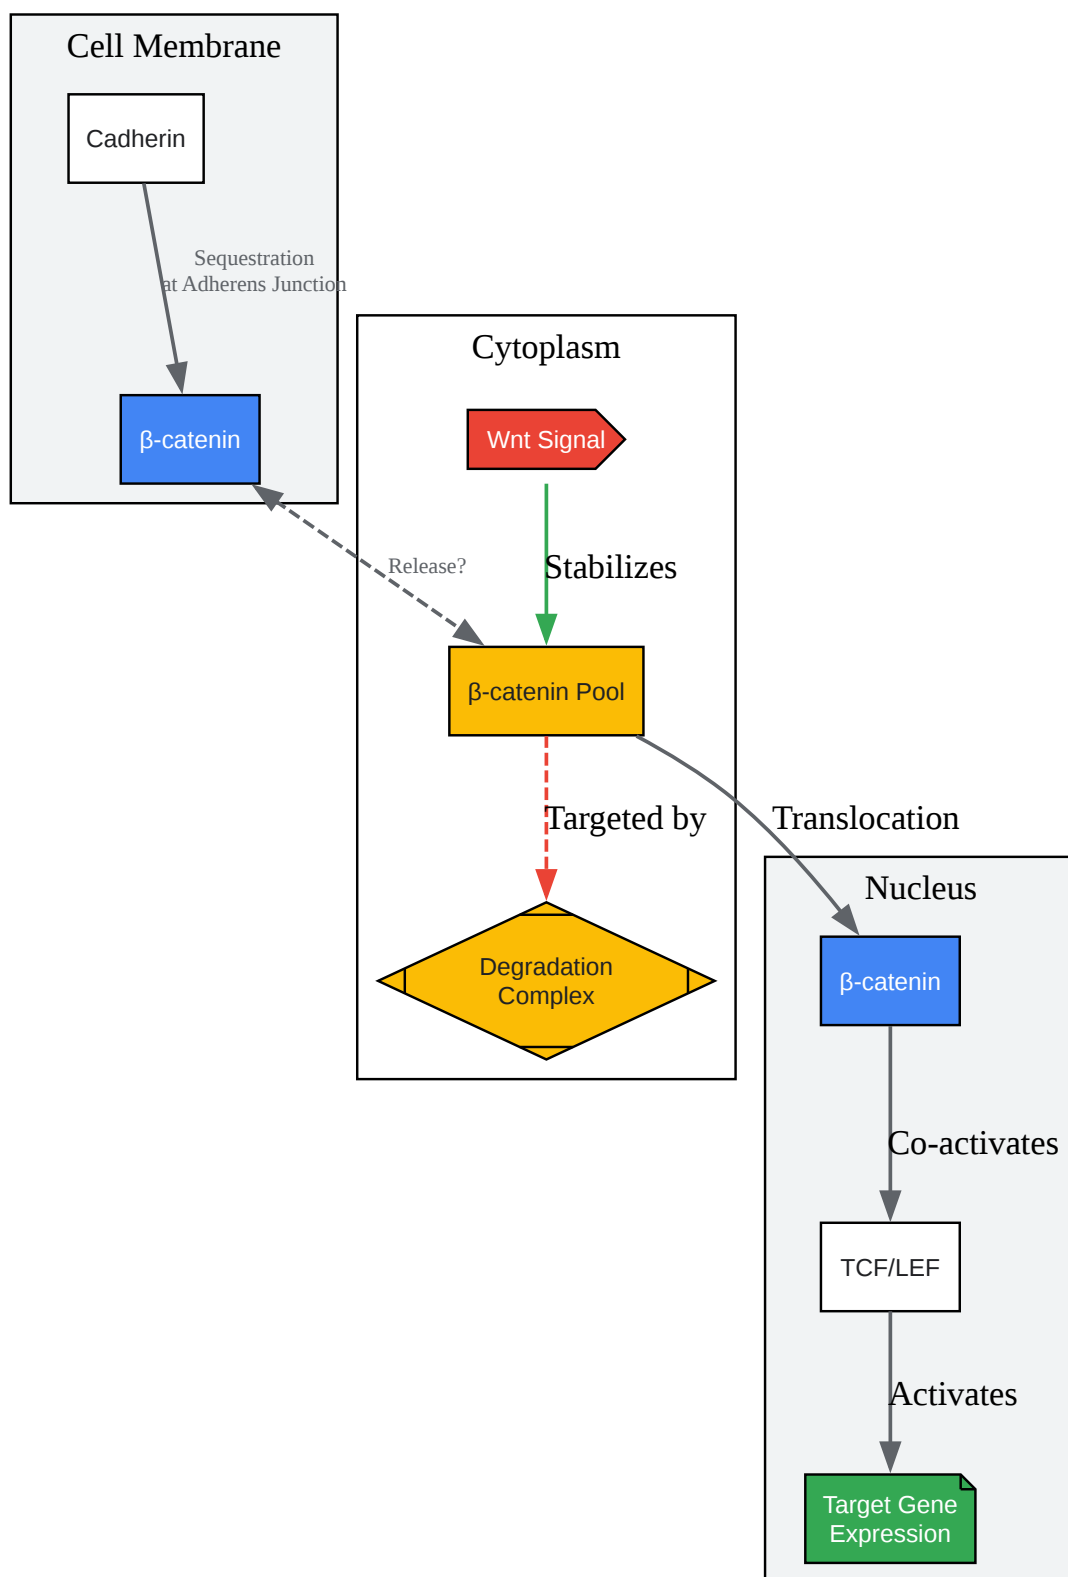 Cell Membrane
Cadherin
Sequestration
at Adherens Junction
β-catenin
Cytoplasm
Wnt Signal
Release?
Stabilizes
β-catenin Pool
Targeted by
Translocation
Degradation
Complex
Nucleus
β-catenin
Co-activates
TCF/LEF
Activates
Target Gene
Expression